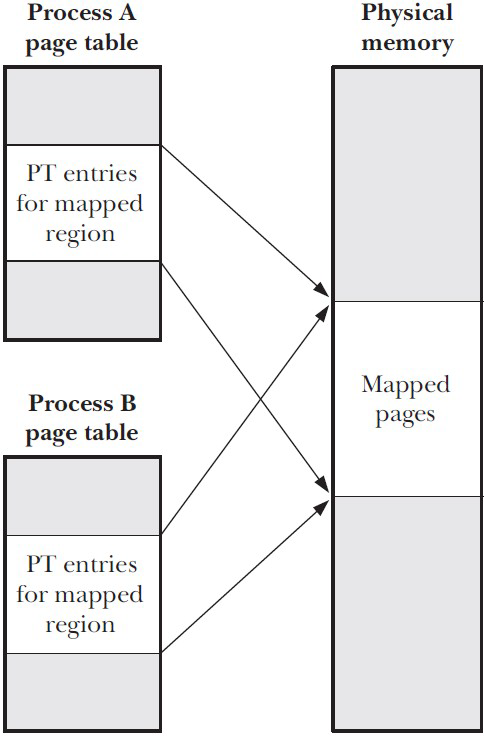 Process A
page table
PT entries
for mapped
region
Process B
page table
PT entries
for mapped
region
Physical
memory
Mapped
pages